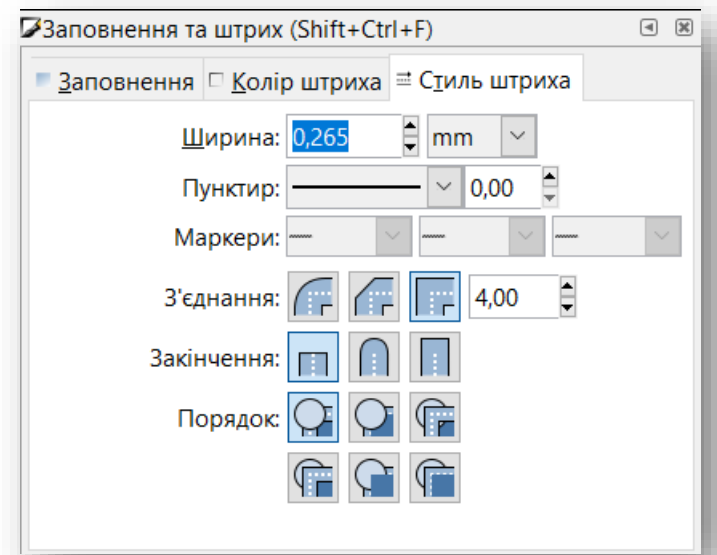 Заповнення та штрих (Shift+Ctrl+F)
Заповнення Колір штриха Стиль штриха
Ширина: 0,265 mm
Пунктир: 0,00
Маркери:
З'єднання: 4,00
Закінчення:
Порядок: